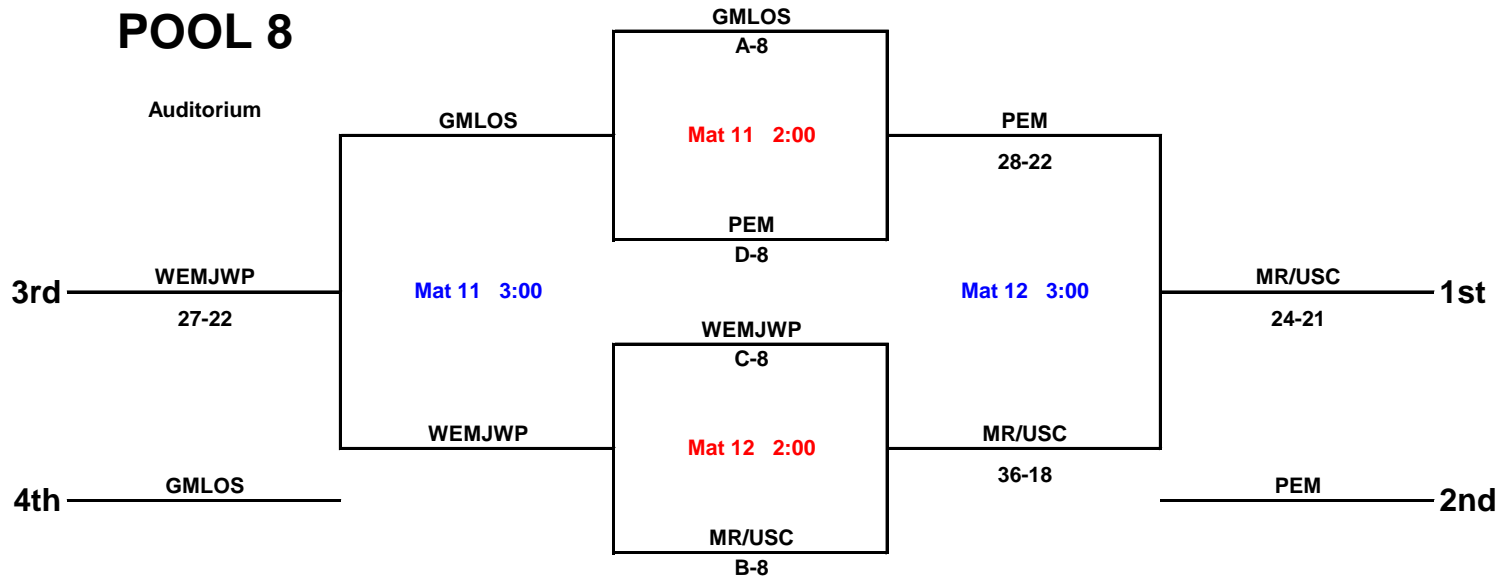 GMLOS
POOL 8
A-8
Auditorium
GMLOS
Mat 11 2:00
PEM
28-22
PEM
D-8
3rd
WEMJWP
27-22
Mat 11 3:00
Mat 12 3:00
MR/USC
24-21
1st
WEMJWP
C-8
WEMJWP
Mat 12 2:00
MR/USC
36-18
4th
GMLOS
PEM
2nd
MR/USC
B-8